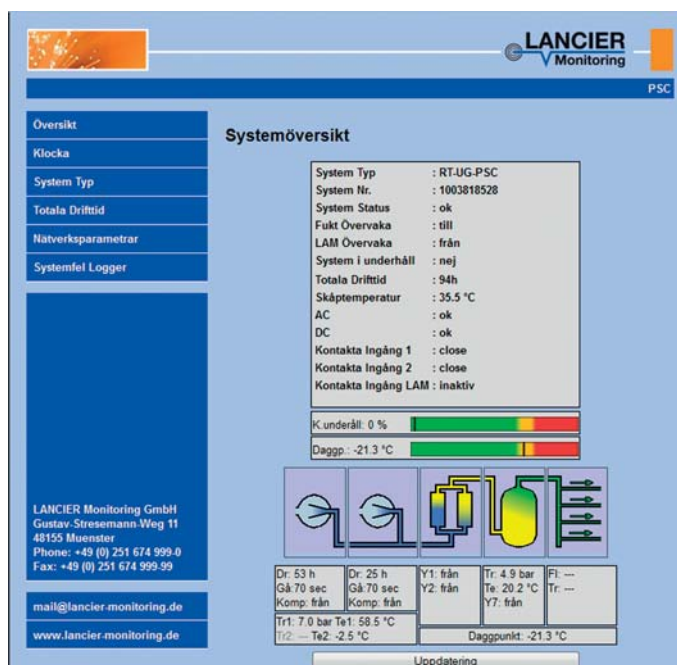 LANCIER
Monitoring
PSC
Översikt
Klocka
System Typ
Totala Drifttid
Nätverksparametrar
Systemfel Logger
LANCIER Monitoring GmbH
Gustav-Stresemann-Weg 11
48155 Muenster
Phone: +49 (0) 251 674 999-0
Fax: +49 (0) 251 674 999-99
mail@lancier-monitoring.de
www.lancier-monitoring.de
Systemöversikt
System Typ : RT-UG-PSC
System Nr. : 1003818528
System Status : ok
Fukt Övervaka : till
LAM Övervaka : från
System i underhåll : nej
Totala Drifttid : 94h
Skåptemperatur : 35.5 °C
AC : ok
DC : ok
Kontakta Ingång 1 : close
Kontakta Ingång 2 : close
Kontakta Ingång LAM : inaktiv
K.underåll: 0 %
Daggp.: -21.3 °C
Dr: 53 h Dr: 25 h Y1: från Tr: 4.9 bar Fl: ---
Gå:70 sec Gå:70 sec Y2: från Te: 20.2 °C Tr: ---
Komp: från Komp: från Y7: från
Tr1: 7.0 bar Te1: 58.5 °C
Tr2: --- Te2: -2.5 °C Daggpunkt: -21.3 °C
Uppdatering